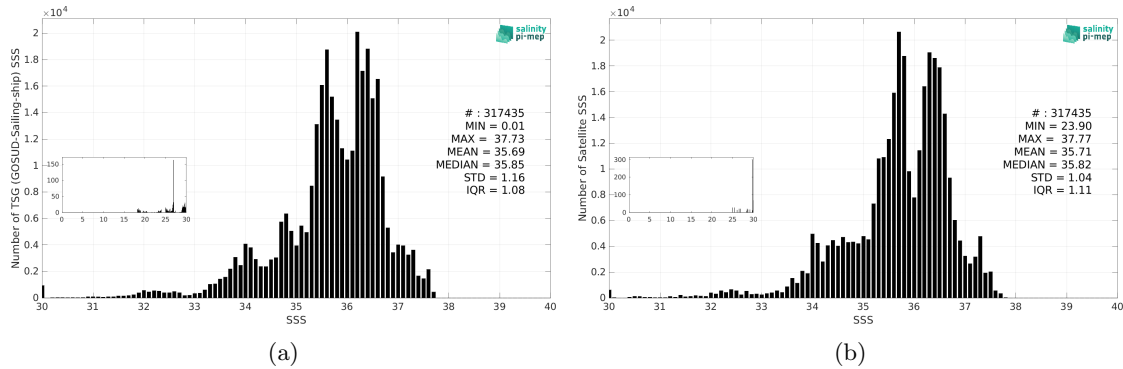 ×10⁴
2
1.8
1.6
1.4
1.2
1
0.8
0.6
0.4
0.2
0
Number of TSG (GOSUD-Sailing-ship) SSS
salinity
pi-mep
# : 317435
MIN = 0.01
MAX = 37.73
MEAN = 35.69
MEDIAN = 35.85
STD = 1.16
IQR = 1.08
150
100
50
0
0 5 10 15 20 25 30
30 31 32 33 34 35 36 37 38 39 40
SSS
(a)
×10⁴
2
1.8
1.6
1.4
1.2
1
0.8
0.6
0.4
0.2
0
Number of Satellite SSS
salinity
pi-mep
# : 317435
MIN = 23.90
MAX = 37.77
MEAN = 35.71
MEDIAN = 35.82
STD = 1.04
IQR = 1.11
300
200
100
0
0 5 10 15 20 25 30
30 31 32 33 34 35 36 37 38 39 40
SSS
(b)